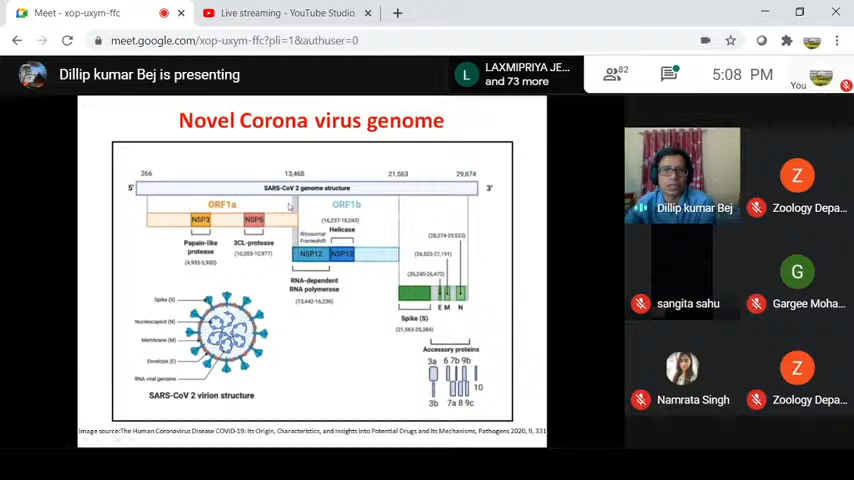 Meet - xop-uxym-ffc
Live streaming - YouTube Studio
meet.google.com/xop-uxym-ffc?pli=1&authuser=0
Dillip kumar Bej is presenting
L
LAXMIPRIYA JE...
and 73 more
82
5:08 PM
You
Novel Corona virus genome
266
13,468
21,563
29,674
5'
SARS-CoV 2 genome structure
3'
ORF1a
ORF1b
NSP3
NSP5
(16,237-18,043)
Helicase
Ribosomal
Frameshift
Papain-like
protease
(4,955-5,900)
3CL-protease
(10,055-10,977)
NSP12
NSP13
RNA-dependent
RNA polymerase
(13,442-16,236)
(28,274-29,533)
(26,523-27,191)
(26,245-26,472)
E M N
Spike (S)
(21,563-25,384)
Accessory proteins
3a 6 7b 9b
10
3b 7a 8 9c
Spike (S)
Nucleocapsid (N)
Membrane (M)
Envelope (E)
RNA viral genome
SARS-CoV 2 virion structure
Image source:The Human Coronavirus Disease COVID-19: Its Origin, Characteristics, and Insights into Potential Drugs and Its Mechanisms, Pathogens 2020, 9, 331
Dillip kumar Bej
Z
Zoology Depa...
sangita sahu
G
Gargee Moha...
Namrata Singh
Z
Zoology Depa...